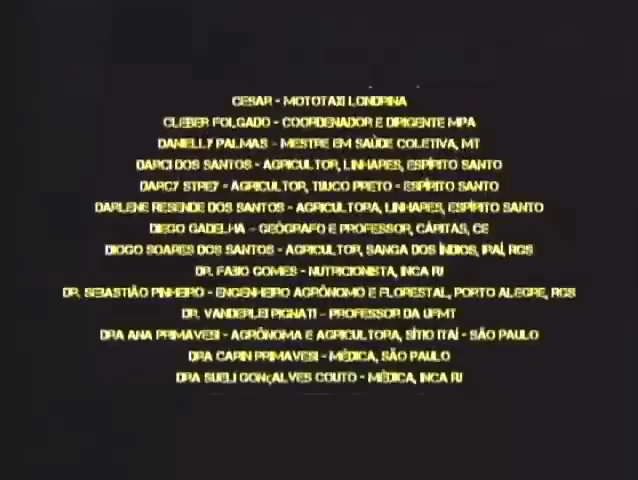 CESAR - MOTOTAXI LONDRINA
CLEBER FOLGADO - COORDENADOR E DIRIGENTE MPA
DANIELLY PALMAS - MESTRE EM SAÚDE COLETIVA, MT
DARCI DOS SANTOS - AGRICULTOR, LINHARES, ESPÍRITO SANTO
DARCY STREY - AGRICULTOR, TIJUCO PRETO - ESPÍRITO SANTO
DARLENE RESENDE DOS SANTOS - AGRICULTORA, LINHARES, ESPÍRITO SANTO
DIEGO GADELHA - GEÓGRAFO E PROFESSOR, CÁRITAS, CE
DIOGO SOARES DOS SANTOS - AGRICULTOR, SANGA DOS ÍNDIOS, IRAÍ, RGS
DR. FABIO GOMES - NUTRICIONISTA, INCA RJ
DR. SEBASTIÃO PINHEIRO - ENGENHEIRO AGRÔNOMO E FLORESTAL, PORTO ALEGRE, RGS
DR. VANDERLEI PIGNATI - PROFESSOR DA UFMT
DRA ANA PRIMAVESI - AGRÔNOMA E AGRICULTORA, SÍTIO ITAÍ - SÃO PAULO
DRA CARIN PRIMAVESI - MÉDICA, SÃO PAULO
DRA SUELI GONÇALVES COUTO - MÉDICA, INCA RJ